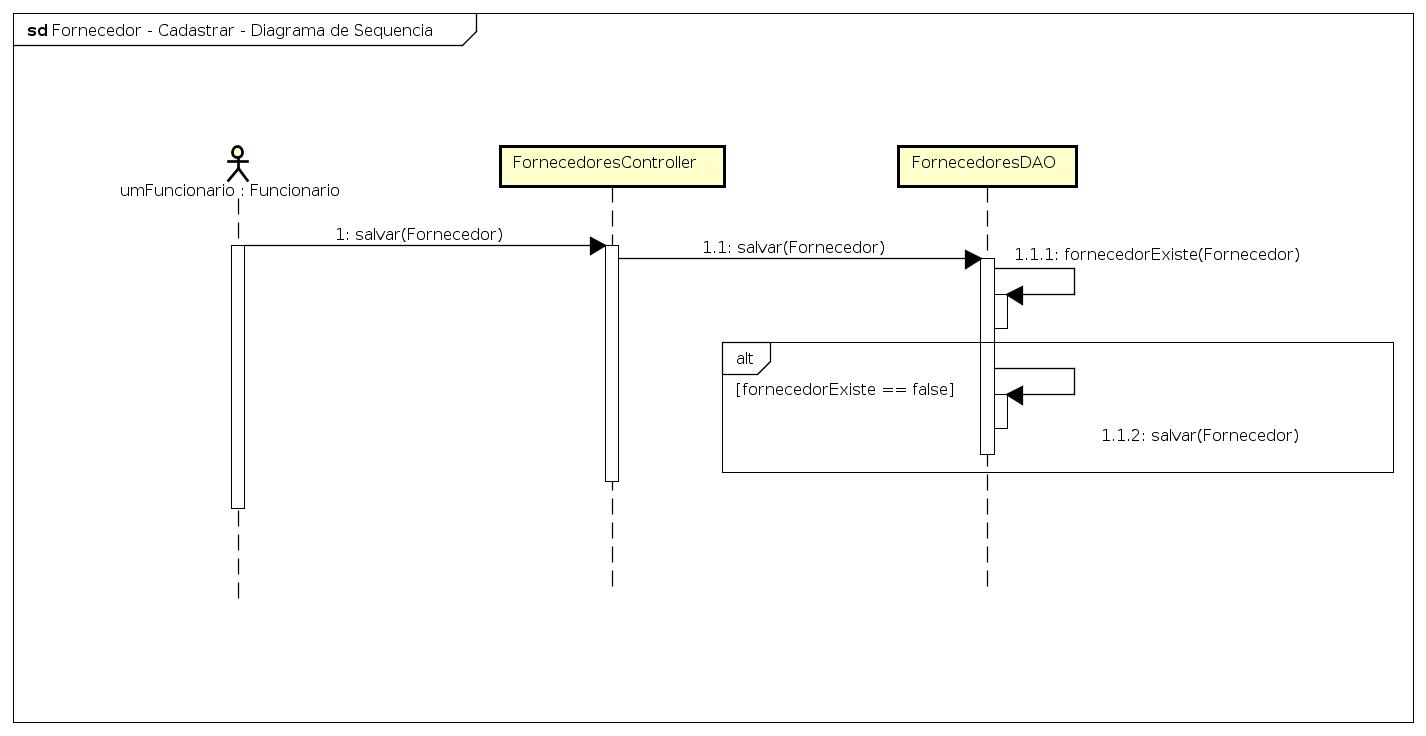 sd Fornecedor - Cadastrar - Diagrama de Sequencia
umFuncionario : Funcionario
FornecedoresController
FornecedoresDAO
1: salvar(Fornecedor)
1.1: salvar(Fornecedor)
1.1.1: fornecedorExiste(Fornecedor)
alt
[fornecedorExiste == false]
1.1.2: salvar(Fornecedor)